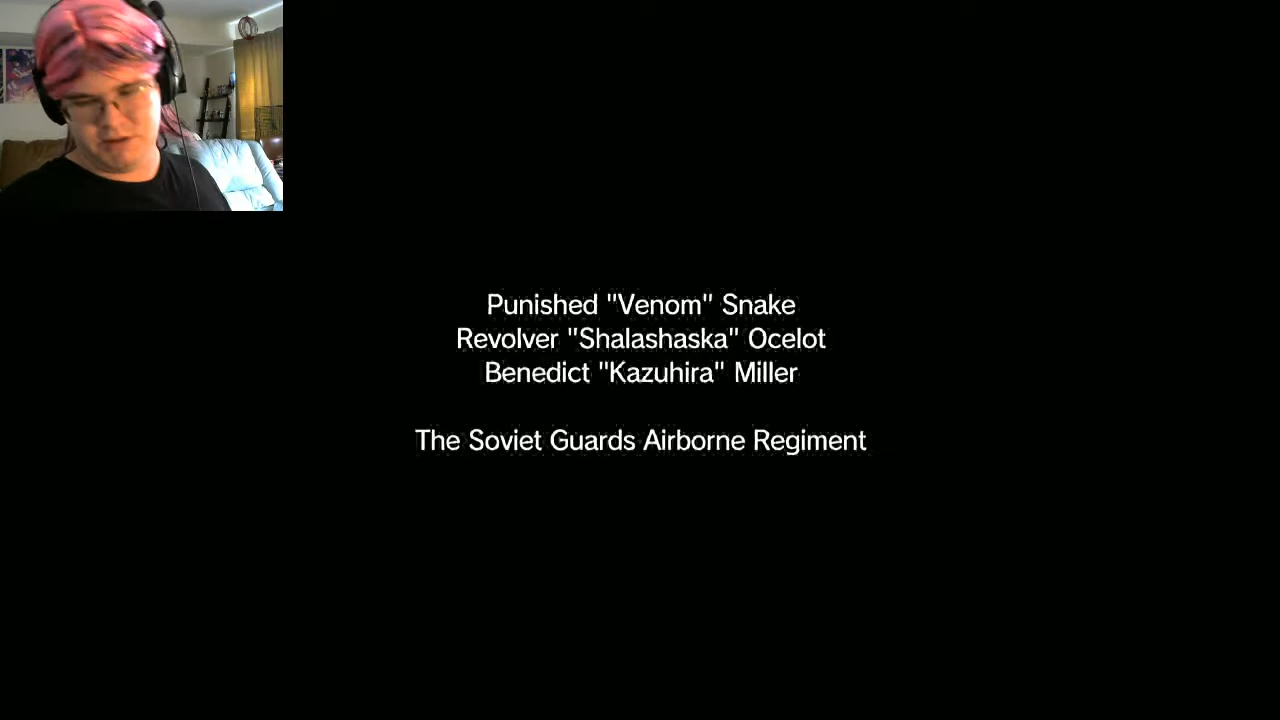 Punished "Venom" Snake
Revolver "Shalashaska" Ocelot
Benedict "Kazuhira" Miller
The Soviet Guards Airborne Regiment